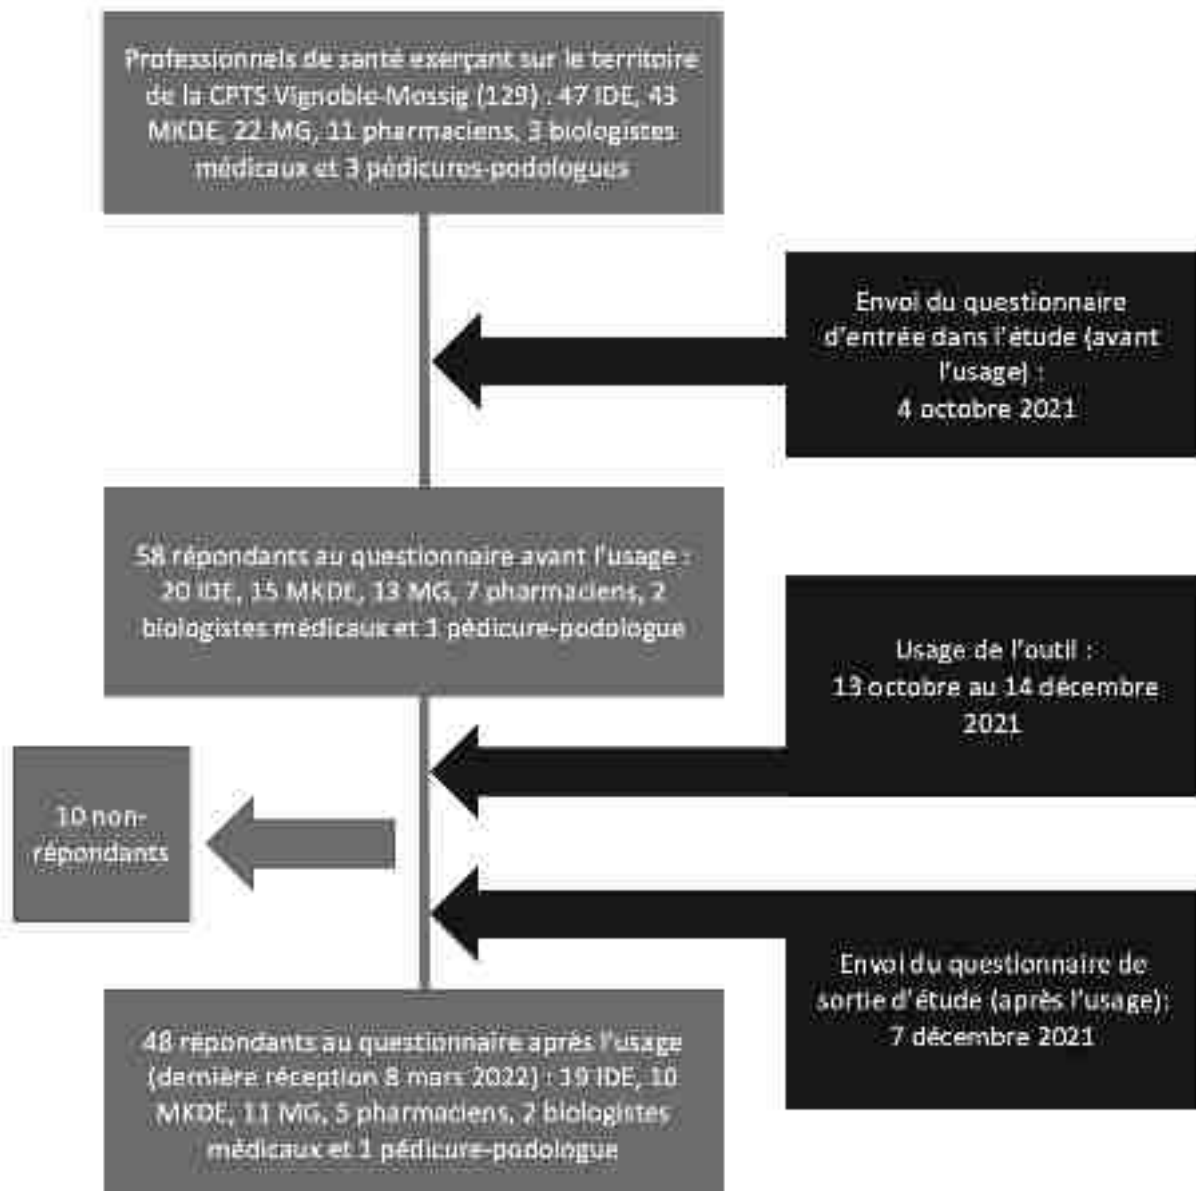 Professionnels de santé exerçant sur le territoire
de la CPTS Vignoble-Mossig (129) : 47 IDE, 43
MKDE, 22 MG, 11 pharmaciens, 3 biologistes
médicaux et 3 pédicures-podologues
Envoi du questionnaire
d'entrée dans l'étude (avant
l'usage) :
4 octobre 2021
58 répondants au questionnaire avant l'usage :
20 IDE, 15 MKDE, 13 MG, 7 pharmaciens, 2
biologistes médicaux et 1 pédicure-podologue
Usage de l'outil :
13 octobre au 14 décembre
2021
10 non-
répondants
Envoi du questionnaire de
sortie d'étude (après l'usage):
7 décembre 2021
48 répondants au questionnaire après l'usage
(dernière réception 8 mars 2022) : 19 IDE, 10
MKDE, 11 MG, 5 pharmaciens, 2 biologistes
médicaux et 1 pédicure-podologue